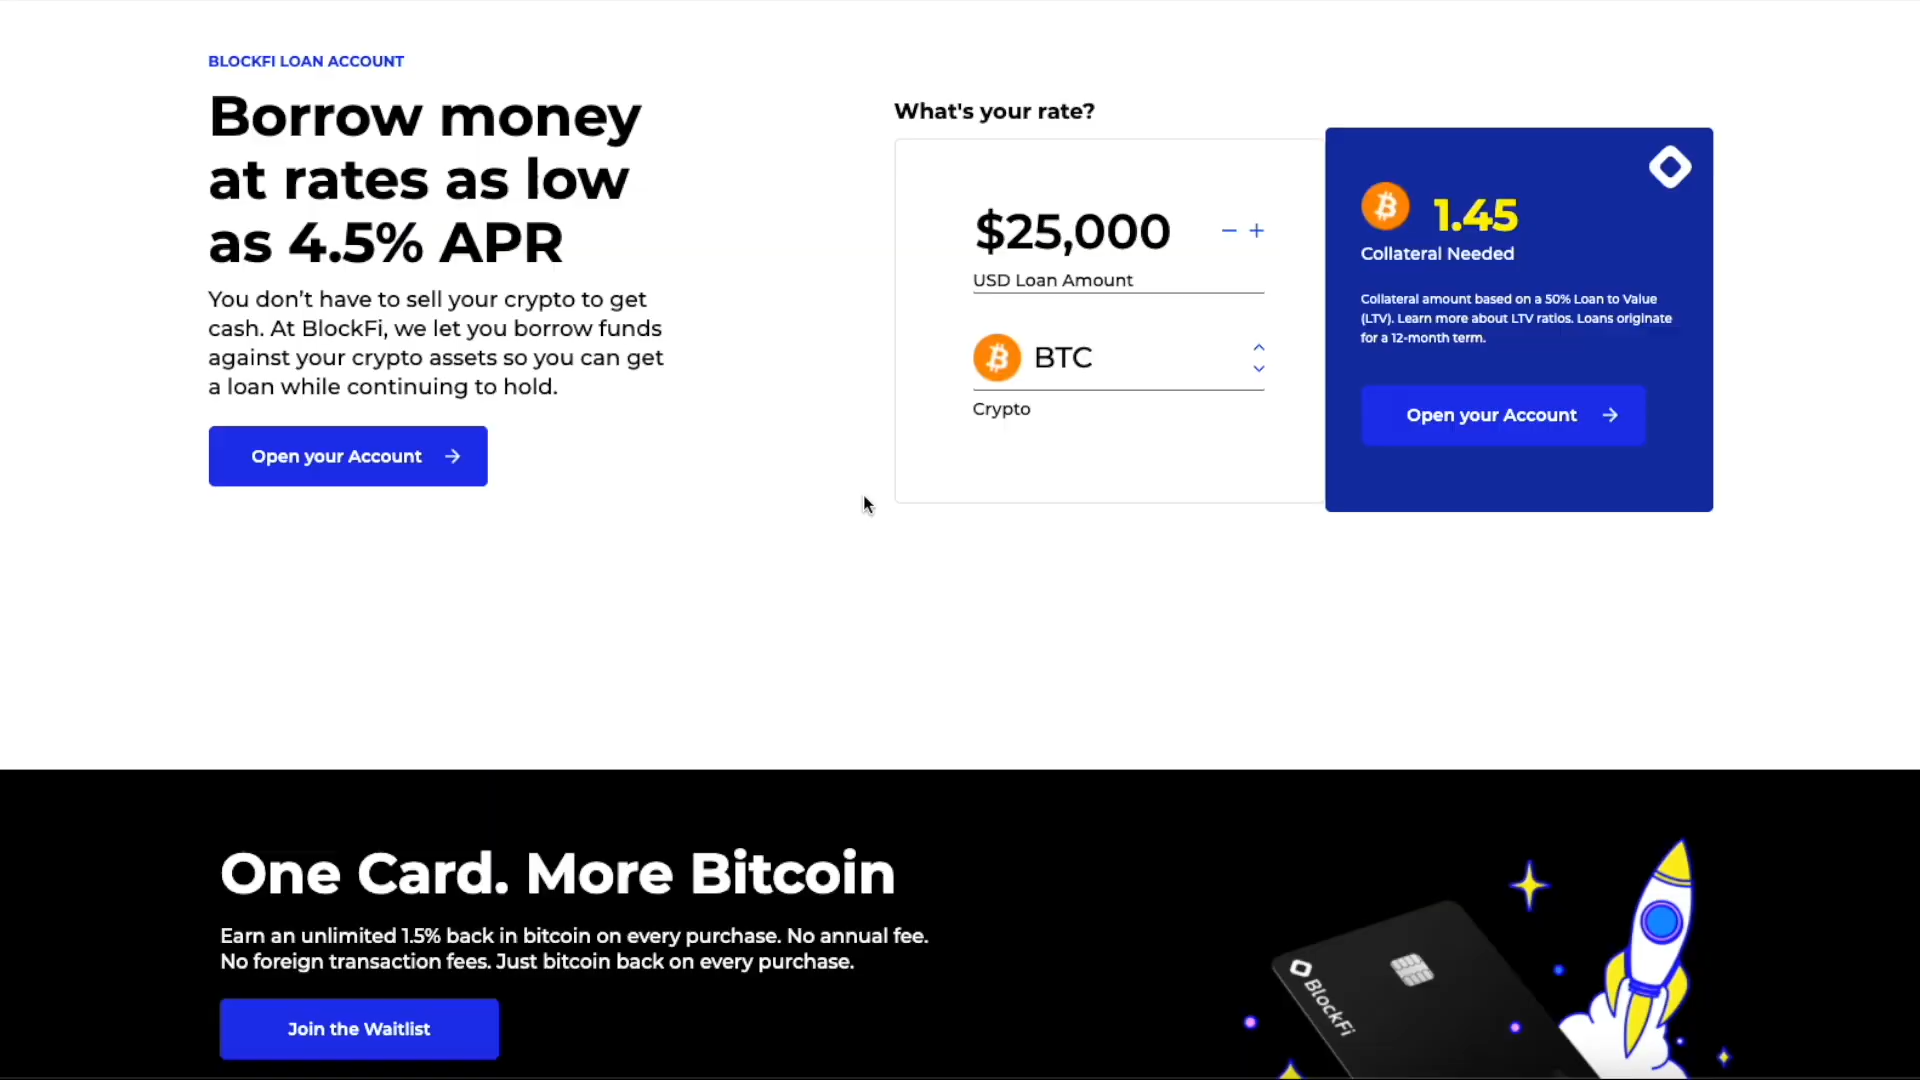 BLOCKFI LOAN ACCOUNT
Borrow money
at rates as low
as 4.5% APR
You don’t have to sell your crypto to get
cash. At BlockFi, we let you borrow funds
against your crypto assets so you can get
a loan while continuing to hold.
Open your Account
What's your rate?
$25,000
USD Loan Amount
BTC
Crypto
1.45
Collateral Needed
Collateral amount based on a 50% Loan to Value
(LTV). Learn more about LTV ratios. Loans originate
for a 12-month term.
Open your Account
One Card. More Bitcoin
Earn an unlimited 1.5% back in bitcoin on every purchase. No annual fee.
No foreign transaction fees. Just bitcoin back on every purchase.
Join the Waitlist
BlockFi